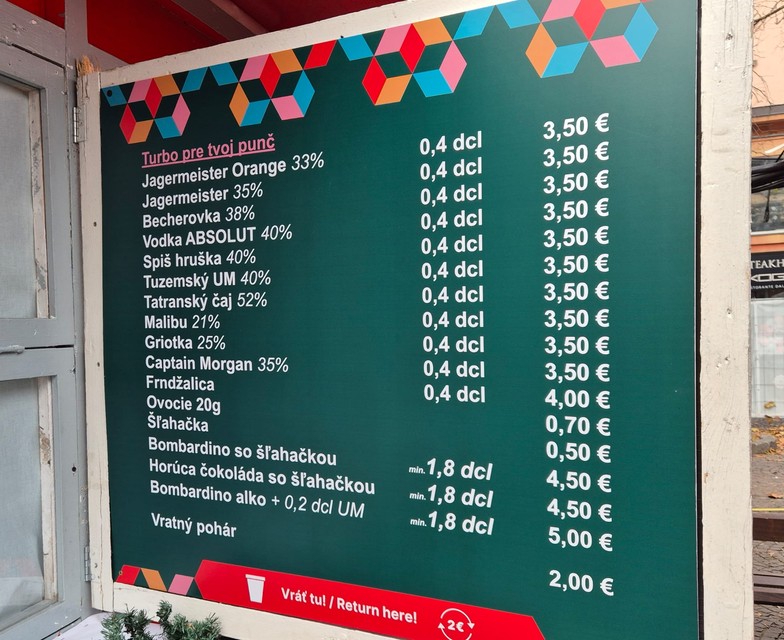 Turbo pre tvoj punč
Jagermeister Orange 33% 0,4 dcl 3,50 €
Jagermeister 35% 0,4 dcl 3,50 €
Becherovka 38% 0,4 dcl 3,50 €
Vodka ABSOLUT 40% 0,4 dcl 3,50 €
Spiš hruška 40% 0,4 dcl 3,50 €
Tuzemský UM 40% 0,4 dcl 3,50 €
Tatranský čaj 52% 0,4 dcl 3,50 €
Malibu 21% 0,4 dcl 3,50 €
Griotka 25% 0,4 dcl 3,50 €
Captain Morgan 35% 0,4 dcl 3,50 €
Frndžalica 0,4 dcl 4,00 €
Ovocie 20g 0,70 €
Šľahačka 0,50 €
Bombardino so šľahačkou min.1,8 dcl 4,50 €
Horúca čokoláda so šľahačkou min.1,8 dcl 4,50 €
Bombardino alko + 0,2 dcl UM min.1,8 dcl 5,00 €
Vratný pohár 2,00 €
Vráť tu! / Return here! 2€
TEAKH